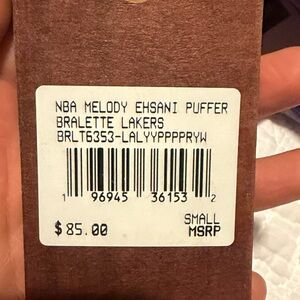 NBA MELODY EHSANI PUFFER
BRALETTE LAKERS
BRLT6353-LALYYPPPPRYW
1 96945 36153 2
SMALL
$85.00 MSRP